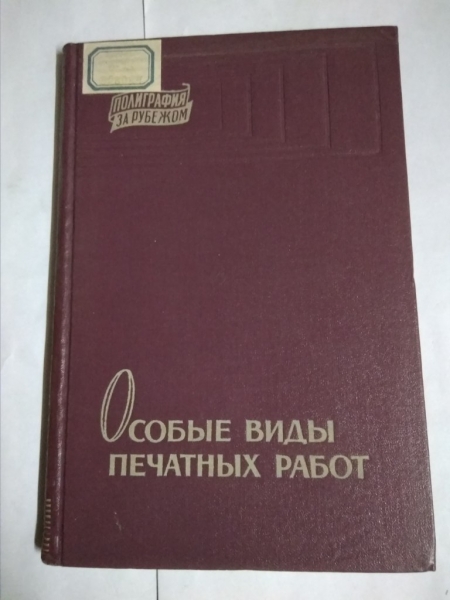 ПОЛИГРАФИЯ
ЗА РУБЕЖОМ
ОСОБЫЕ ВИДЫ
ПЕЧАТНЫХ РАБОТ